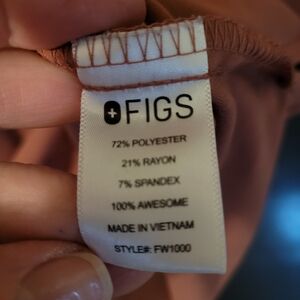 FIGS
72% POLYESTER
21% RAYON
7% SPANDEX
100% AWESOME
MADE IN VIETNAM
STYLE#: FW1000